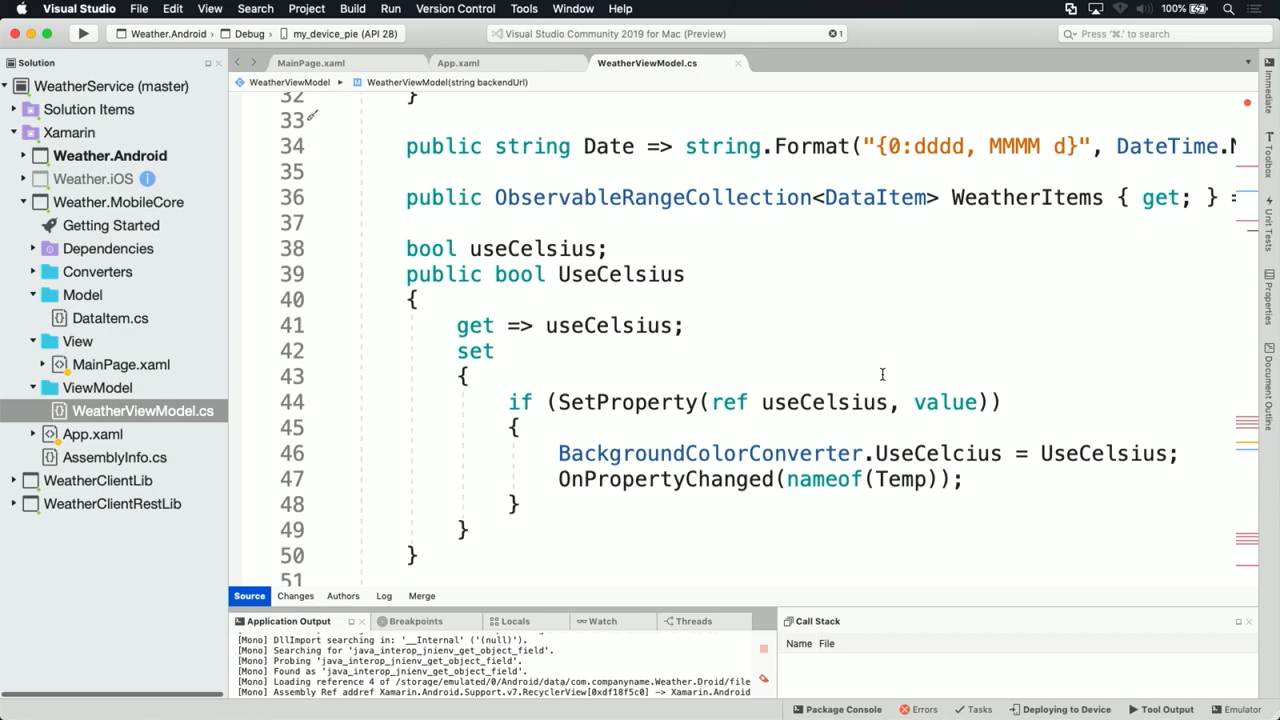 Visual Studio File Edit View Search Project Build Run Version Control Tools Window Help 100%
Weather.Android Debug my_device_pie (API 28) Visual Studio Community 2019 for Mac (Preview) 1 Press '⌘.' to search
Solution
MainPage.xaml App.xaml WeatherViewModel.cs
WeatherViewModel WeatherViewModel(string backendUrl)
WeatherService (master)
Solution Items
Xamarin
Weather.Android
Weather.iOS
Weather.MobileCore
Getting Started
Dependencies
Converters
Model
DataItem.cs
View
MainPage.xaml
ViewModel
WeatherViewModel.cs
App.xaml
AssemblyInfo.cs
WeatherClientLib
WeatherClientRestLib
32 }
33
34 public string Date => string.Format("{0:dddd, MMMM d}", DateTime.N
35
36 public ObservableRangeCollection<DataItem> WeatherItems { get; } =
37
38 bool useCelsius;
39 public bool UseCelsius
40 {
41 get => useCelsius;
42 set
43 {
44 if (SetProperty(ref useCelsius, value))
45 {
46 BackgroundColorConverter.UseCelcius = UseCelsius;
47 OnPropertyChanged(nameof(Temp));
48 }
49 }
50 }
51
Immediate
Toolbox
Unit Tests
Properties
Document Outline
Source Changes Authors Log Merge
Application Output Breakpoints Locals Watch Threads
[Mono] DllImport searching in: '__Internal' ('(null)').
[Mono] Searching for 'java_interop_jnienv_get_object_field'.
[Mono] Probing 'java_interop_jnienv_get_object_field'.
[Mono] Found as 'java_interop_jnienv_get_object_field'.
[Mono] Loading reference 4 of /storage/emulated/0/Android/data/com.companyname.Weather.Droid/file
[Mono] Assembly Ref addref Xamarin.Android.Support.v7.RecyclerView[0xdf18f5c0] -> Xamarin.Android
Call Stack
Name File
Package Console Errors Tasks Deploying to Device Tool Output Emulator